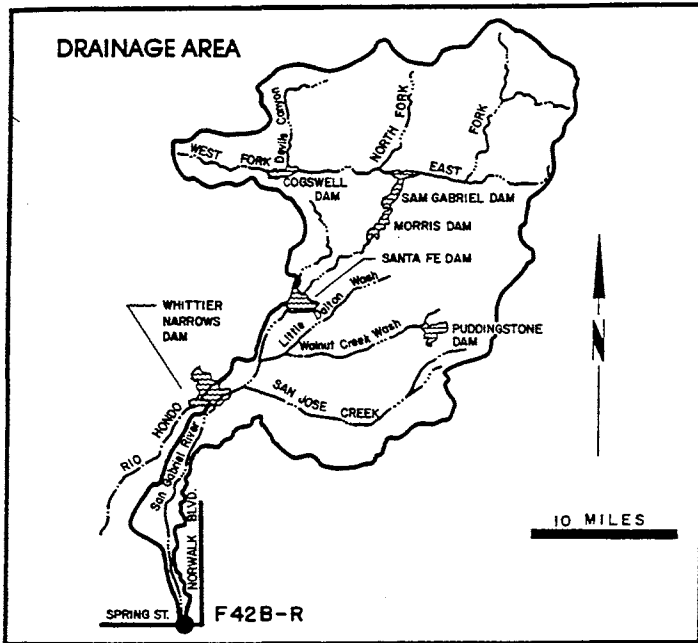 DRAINAGE AREA
Devils Canyon
NORTH FORK
FORK
WEST FORK
EAST
COGSWELL
DAM
SAM GABRIEL DAM
MORRIS DAM
SANTA FE DAM
WHITTIER
NARROWS
DAM
Little Dalton Wash
Walnut Creek Wash
PUDDINGSTONE
DAM
N
SAN JOSE CREEK
RIO HONDO
San Gabriel River
NORWALK BLVD.
10 MILES
SPRING ST.
F42B-R